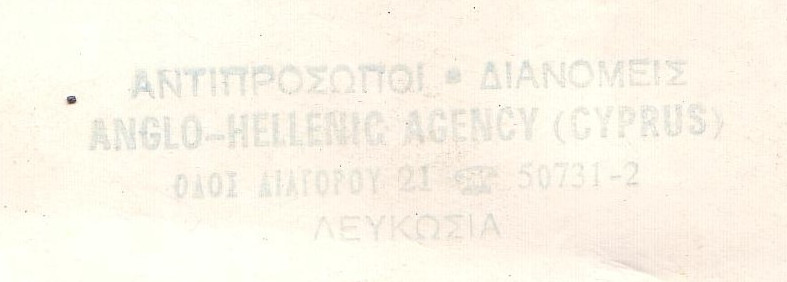 ΑΝΤΙΠΡΟΣΩΠΟΙ • ΔΙΑΝΟΜΕΙΣ
ANGLO-HELLENIC AGENCY (CYPRUS)
ΟΔΟΣ ΔΙΑΓΟΡΟΥ 21 ☎ 50731-2
ΛΕΥΚΩΣΙΑ